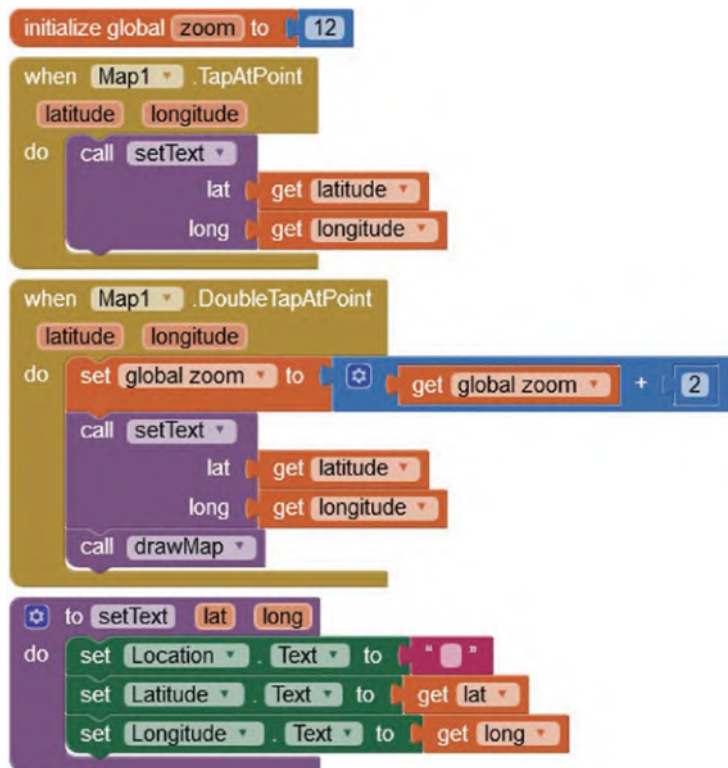 initialize global zoom to 12
when Map1 .TapAtPoint
latitude longitude
do call setText
lat get latitude
long get longitude
when Map1 .DoubleTapAtPoint
latitude longitude
do set global zoom to get global zoom + 2
call setText
lat get latitude
long get longitude
call drawMap
to setText lat long
do set Location . Text to " "
set Latitude . Text to get lat
set Longitude . Text to get long